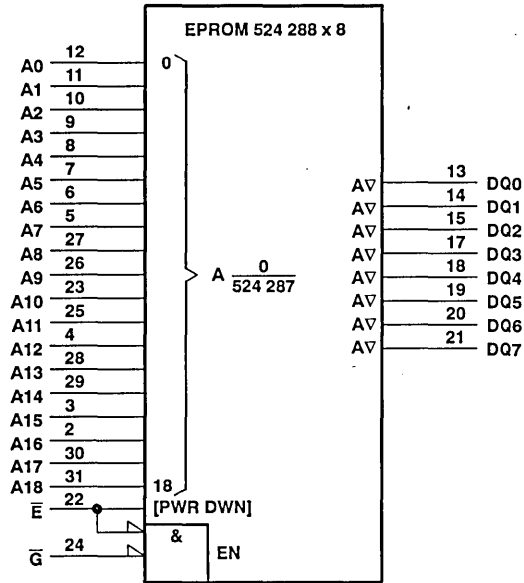 EPROM 524 288 x 8
A0 12 0
A1 11
A2 10
A3 9
A4 8
A5 7
A6 6
A7 5
A8 27
A9 26
A10 23
A11 25
A12 4
A13 28
A14 29
A15 3
A16 2
A17 30
A18 31 18
A 0
524 287
A∇ 13 DQ0
A∇ 14 DQ1
A∇ 15 DQ2
A∇ 17 DQ3
A∇ 18 DQ4
A∇ 19 DQ5
A∇ 20 DQ6
A∇ 21 DQ7
E̅ 22 [PWR DWN]
&
G̅ 24 EN